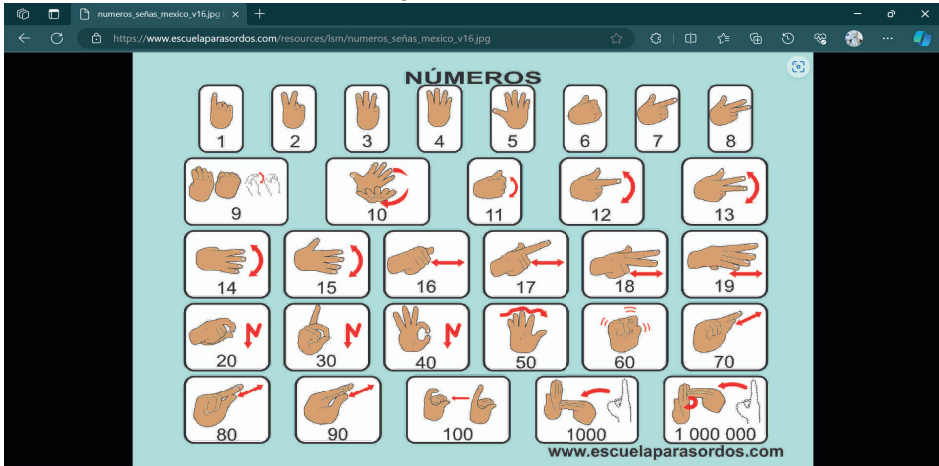 numeros_señas_mexico_v16.jpg
https://www.escuelaparasordos.com/resources/lsm/numeros_señas_mexico_v16.jpg
NÚMEROS
1 2 3 4 5 6 7 8
9 10 11 12 13
14 15 16 17 18 19
20 30 40 50 60 70
80 90 100 1000 1 000 000
www.escuelaparasordos.com